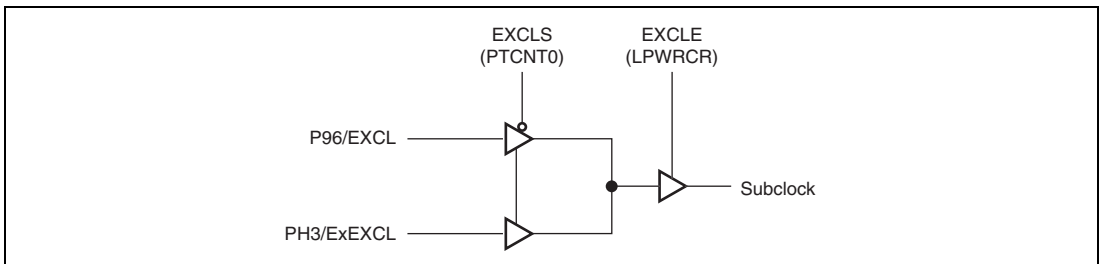 EXCLS
(PTCNT0)
EXCLE
(LPWRCR)
P96/EXCL
Subclock
PH3/ExEXCL